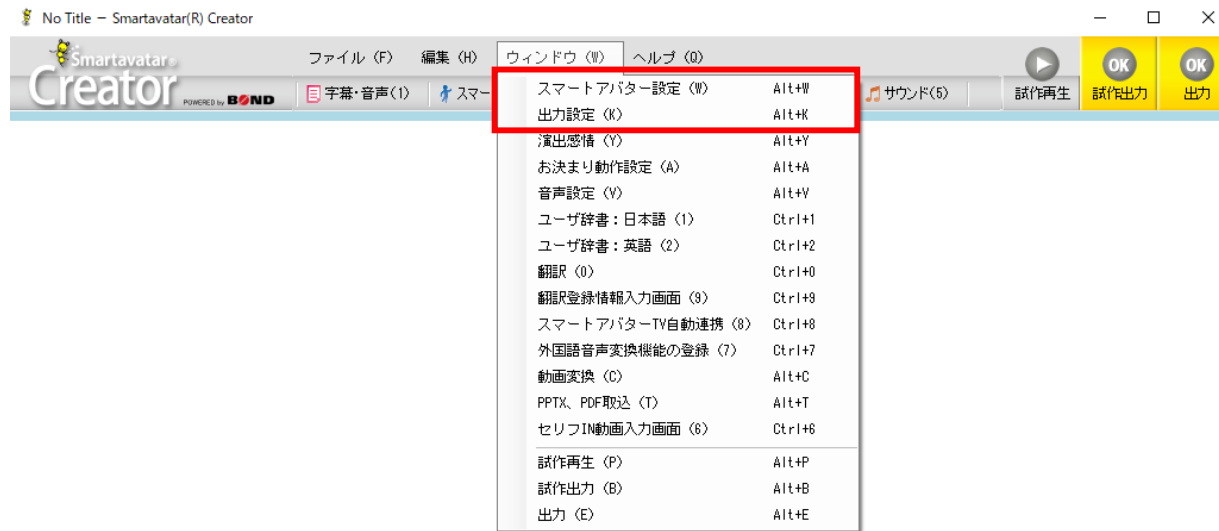 No Title － Smartavatar(R) Creator
Smartavatar®
Creator POWERED by BOND
ファイル (F) 編集 (H) ウィンドウ (W) ヘルプ (Q)
字幕・音声(1) スマー サウンド(5)
試作再生 OK 試作出力 OK 出力
スマートアバター設定 (W) Alt+W
出力設定 (K) Alt+K
演出感情 (Y) Alt+Y
お決まり動作設定 (A) Alt+A
音声設定 (V) Alt+V
ユーザ辞書：日本語 (1) Ctrl+1
ユーザ辞書：英語 (2) Ctrl+2
翻訳 (0) Ctrl+0
翻訳登録情報入力画面 (9) Ctrl+9
スマートアバターTV自動連携 (8) Ctrl+8
外国語音声変換機能の登録 (7) Ctrl+7
動画変換 (C) Alt+C
PPTX、PDF取込 (T) Alt+T
セリフIN動画入力画面 (6) Ctrl+6
試作再生 (P) Alt+P
試作出力 (B) Alt+B
出力 (E) Alt+E